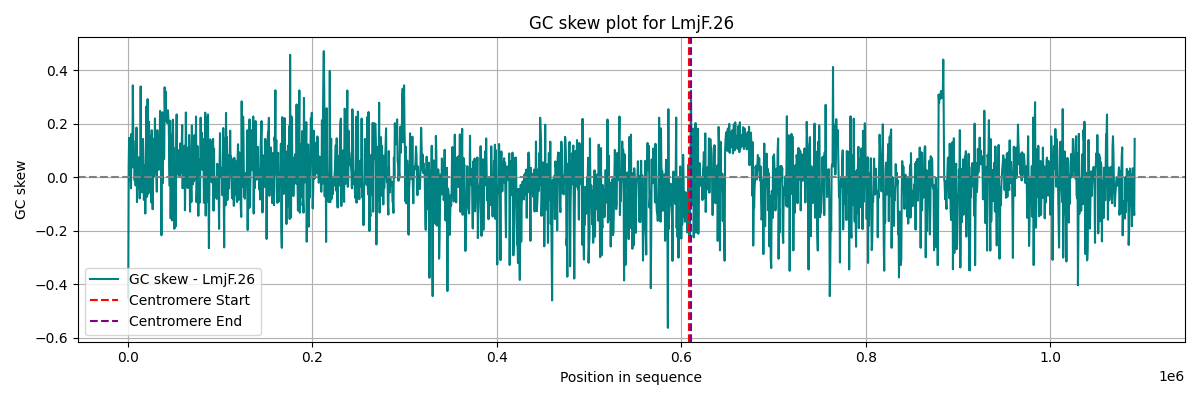 GC skew plot for LmjF.26
GC skew
0.4
0.2
0.0
−0.2
−0.4
−0.6
GC skew - LmjF.26
Centromere Start
Centromere End
0.0 0.2 0.4 0.6 0.8 1.0
1e6
Position in sequence